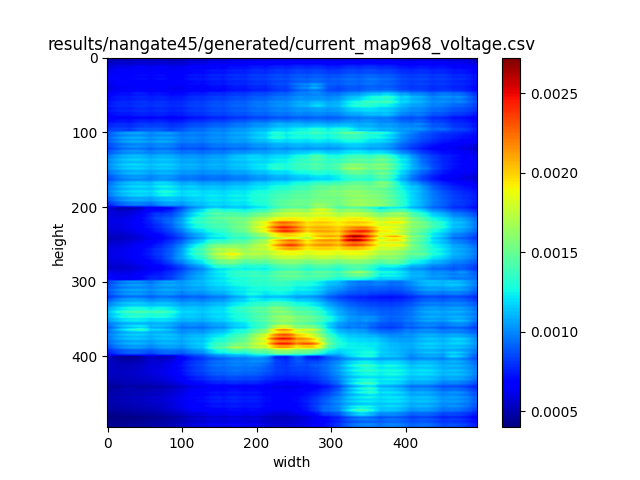 results/nangate45/generated/current_map968_voltage.csv
0
100
200
300
400
height
0 100 200 300 400
width
0.0025
0.0020
0.0015
0.0010
0.0005